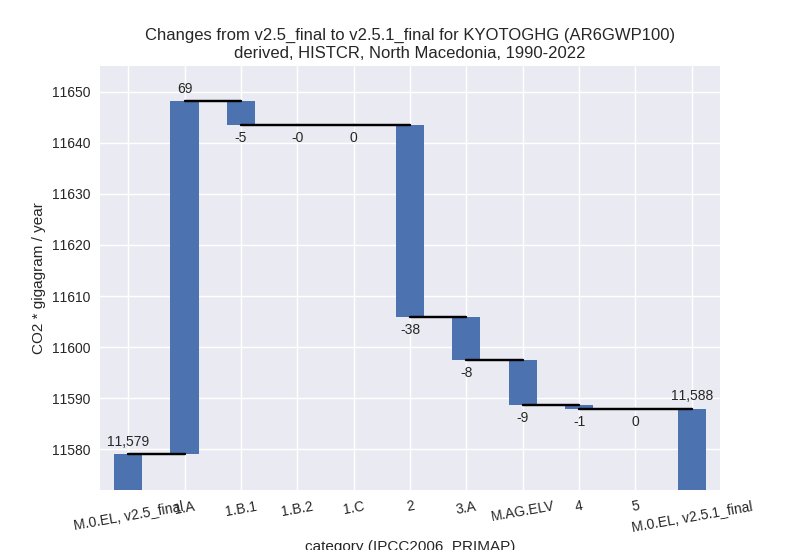 Changes from v2.5_final to v2.5.1_final for KYOTOGHG (AR6GWP100)
derived, HISTCR, North Macedonia, 1990-2022
CO2 * gigagram / year
11650
11640
11630
11620
11610
11600
11590
11580
11,579
69
-5
-0
0
-38
-8
-9
-1
0
11,588
M.0.EL, v2.5_final
1.A
1.B.1
1.B.2
1.C
2
3.A
M.AG.ELV
4
5
M.0.EL, v2.5.1_final
category (IPCC2006_PRIMAP)